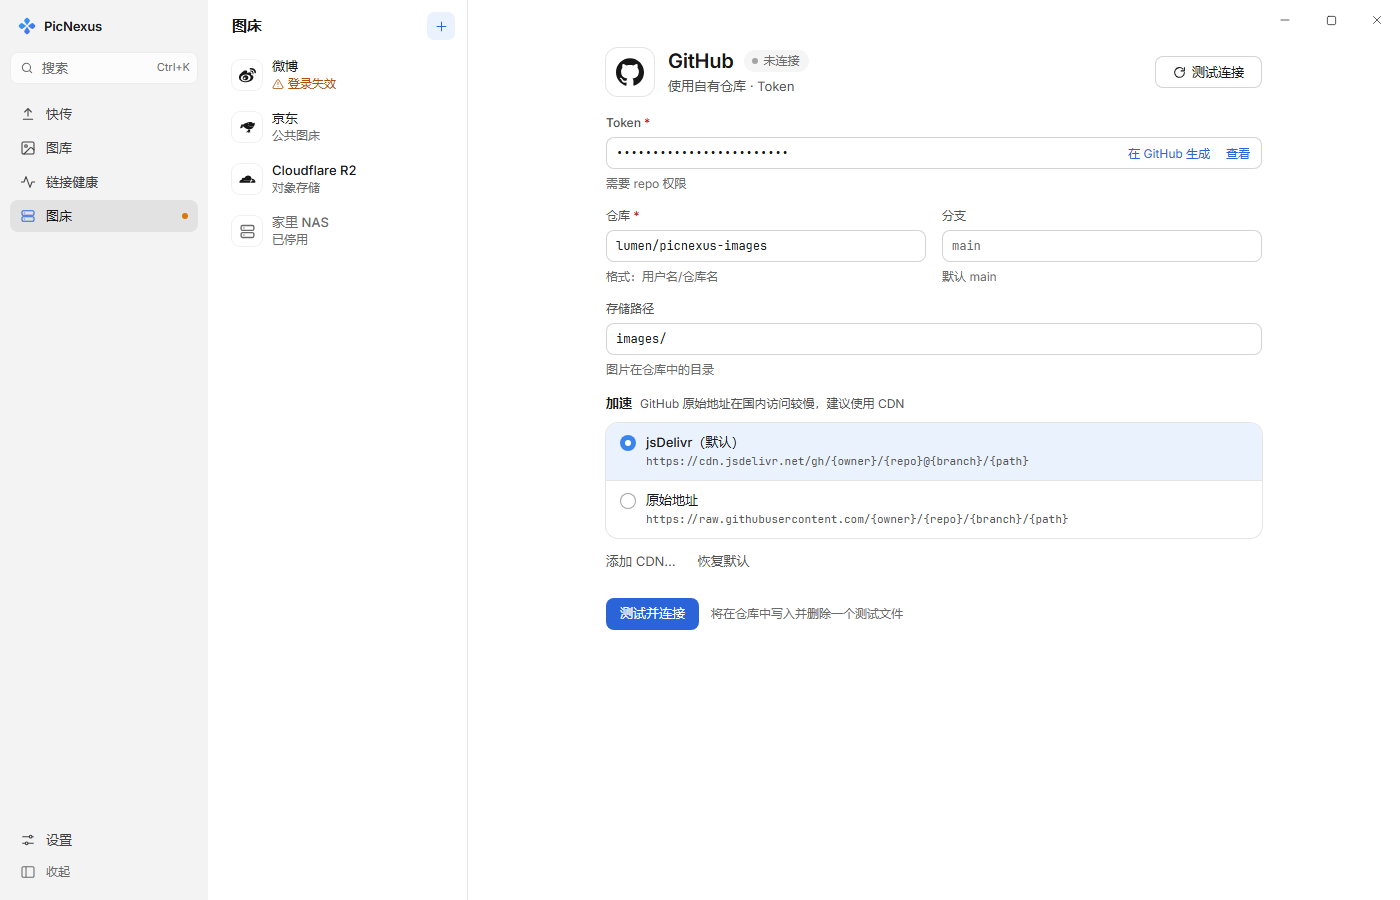 PicNexus
搜索 Ctrl+K
快传
图库
链接健康
图床
设置
收起
图床
微博
登录失效
京东
公共图床
Cloudflare R2
对象存储
家里 NAS
已停用
GitHub 未连接
使用自有仓库 · Token
测试连接
Token *
•••••••••••••••••••••••• 在 GitHub 生成 查看
需要 repo 权限
仓库 * 分支
lumen/picnexus-images main
格式：用户名/仓库名 默认 main
存储路径
images/
图片在仓库中的目录
加速 GitHub 原始地址在国内访问较慢，建议使用 CDN
jsDelivr（默认）
https://cdn.jsdelivr.net/gh/{owner}/{repo}@{branch}/{path}
原始地址
https://raw.githubusercontent.com/{owner}/{repo}/{branch}/{path}
添加 CDN... 恢复默认
测试并连接 将在仓库中写入并删除一个测试文件